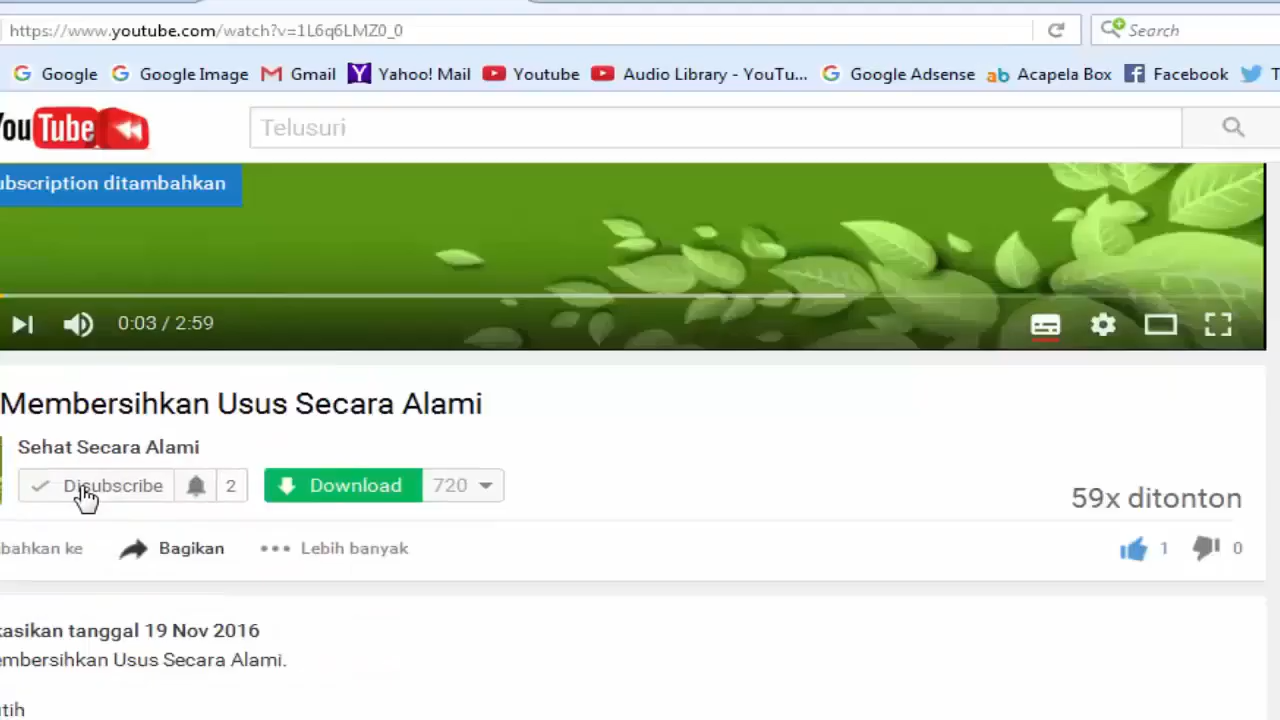 https://www.youtube.com/watch?v=1L6q6LMZ0_0 Search
Google Google Image Gmail Yahoo! Mail Youtube Audio Library - YouTu... Google Adsense ab Acapela Box Facebook T
ouTube Telusuri
ubscription ditambahkan
0:03 / 2:59
Membersihkan Usus Secara Alami
Sehat Secara Alami
Disubscribe 2 Download 720
59x ditonton
bahkan ke Bagikan Lebih banyak 1 0
kasikan tanggal 19 Nov 2016
embersihkan Usus Secara Alami.
utih